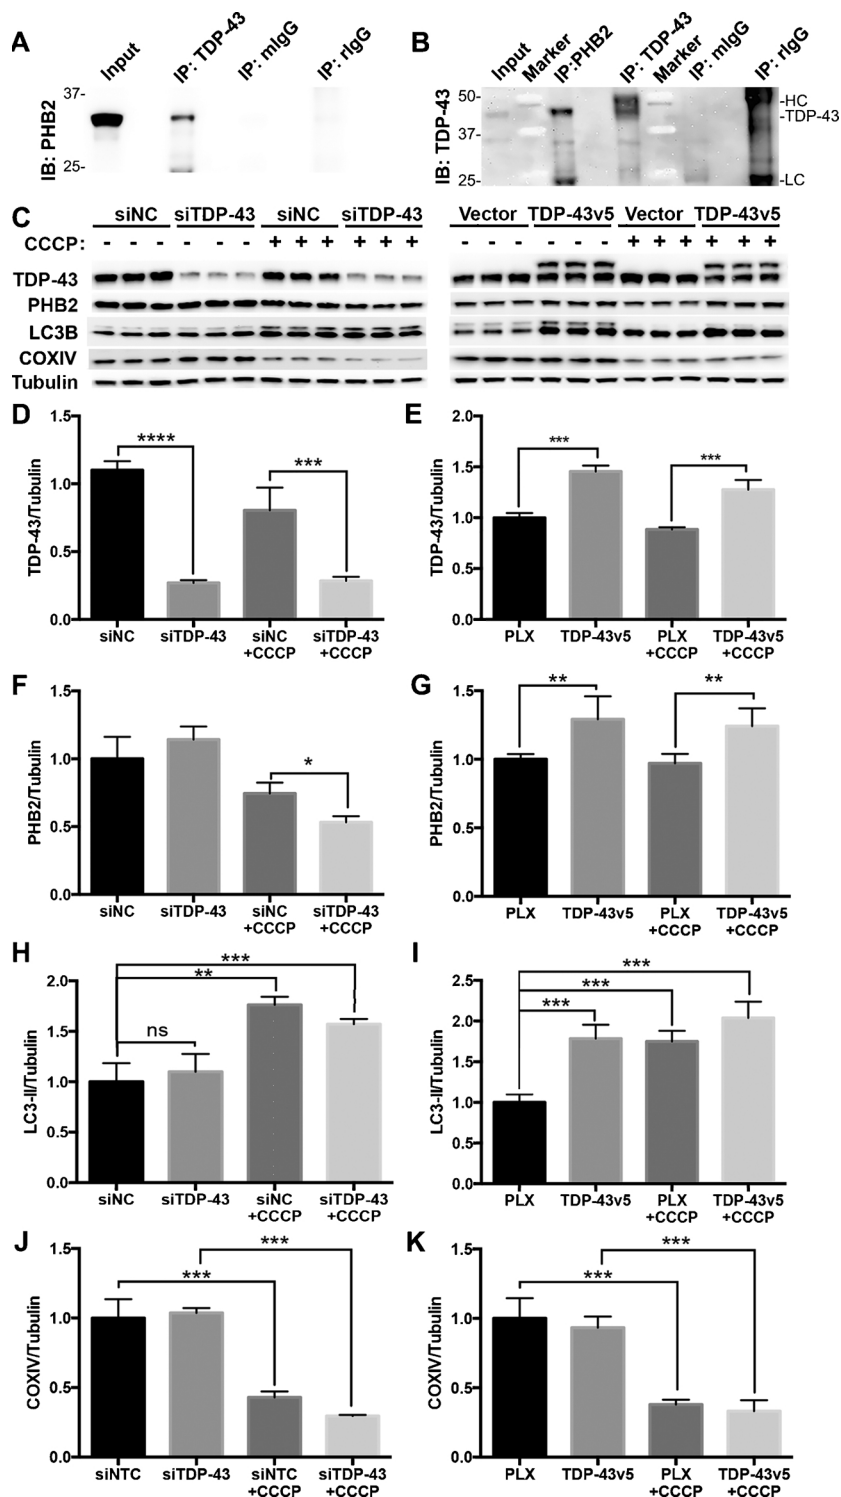 A
Input
IP: TDP-43
IP: mIgG
IP: rIgG
37-
25-
IB: PHB2
B
Input
Marker
IP:PHB2
IP: TDP-43
Marker
IP: mIgG
IP: rIgG
50-
37-
25-
IB: TDP-43
-HC
-TDP-43
-LC
C
siNC siTDP-43 siNC siTDP-43
CCCP: - - - - - - + + + + + +
Vector TDP-43v5 Vector TDP-43v5
- - - - - - + + + + + +
TDP-43
PHB2
LC3B
COXIV
Tubulin
D
TDP-43/Tubulin
1.5
1.0
0.5
0.0
****
***
siNC siTDP-43 siNC siTDP-43
+CCCP +CCCP
E
TDP-43/Tubulin
2.0
1.5
1.0
0.5
0.0
***
***
PLX TDP-43v5 PLX TDP-43v5
+CCCP +CCCP
F
PHB2/Tubulin
1.5
1.0
0.5
0.0
*
siNC siTDP-43 siNC siTDP-43
+CCCP +CCCP
G
PHB2/Tubulin
1.5
1.0
0.5
0.0
**
**
PLX TDP-43v5 PLX TDP-43v5
+CCCP +CCCP
H
LC3-II/Tubulin
2.0
1.5
1.0
0.5
0.0
***
**
ns
siNC siTDP-43 siNC siTDP-43
+CCCP +CCCP
I
LC3-II/Tubulin
2.5
2.0
1.5
1.0
0.5
0.0
***
***
***
PLX TDP-43v5 PLX TDP-43v5
+CCCP +CCCP
J
COXIV/Tubulin
1.5
1.0
0.5
0.0
***
***
siNTC siTDP-43 siNTC siTDP-43
+CCCP +CCCP
K
COXIV/Tubulin
1.5
1.0
0.5
0.0
***
***
PLX TDP-43v5 PLX TDP-43v5
+CCCP +CCCP